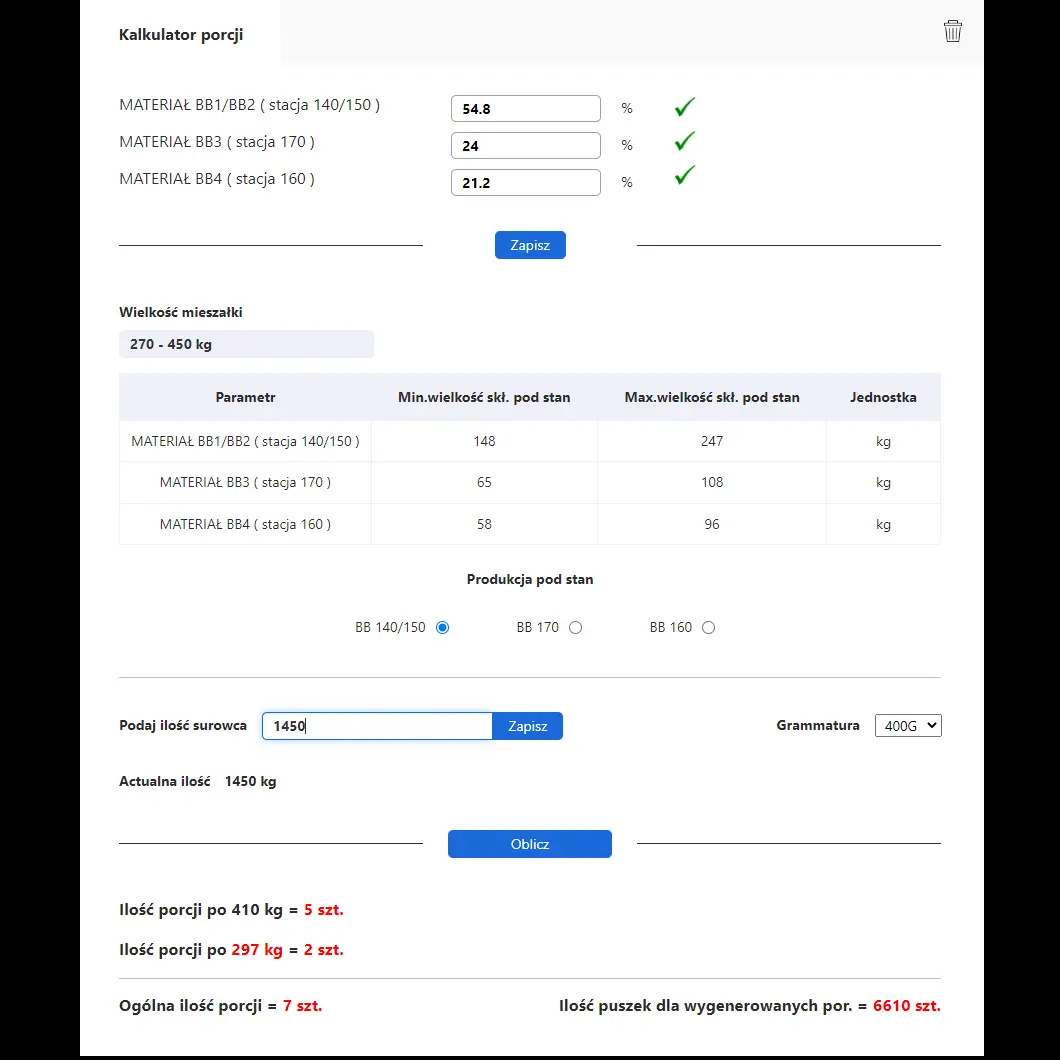 Kalkulator porcji
MATERIAŁ BB1/BB2 ( stacja 140/150 ) 54.8 %
MATERIAŁ BB3 ( stacja 170 ) 24 %
MATERIAŁ BB4 ( stacja 160 ) 21.2 %
Zapisz
Wielkość mieszałki
270 - 450 kg
Parametr Min.wielkość skł. pod stan Max.wielkość skł. pod stan Jednostka
MATERIAŁ BB1/BB2 ( stacja 140/150 ) 148 247 kg
MATERIAŁ BB3 ( stacja 170 ) 65 108 kg
MATERIAŁ BB4 ( stacja 160 ) 58 96 kg
Produkcja pod stan
BB 140/150 BB 170 BB 160
Podaj ilość surowca 1450 Zapisz Grammatura 400G
Actualna ilość 1450 kg
Oblicz
Ilość porcji po 410 kg = 5 szt.
Ilość porcji po 297 kg = 2 szt.
Ogólna ilość porcji = 7 szt. Ilość puszek dla wygenerowanych por. = 6610 szt.